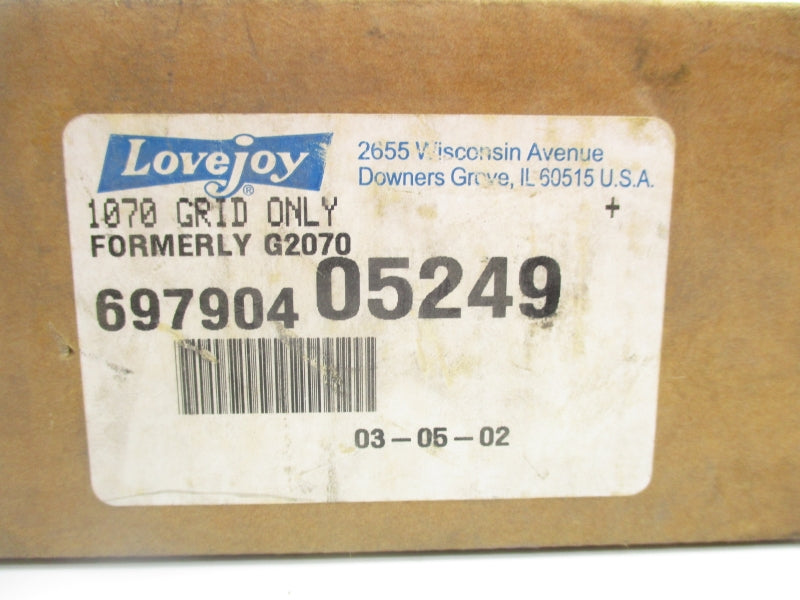 Lovejoy ®
2655 Wisconsin Avenue
Downers Grove, IL 60515 U.S.A.
1070 GRID ONLY +
FORMERLY G2070
697904 05249
03-05-02